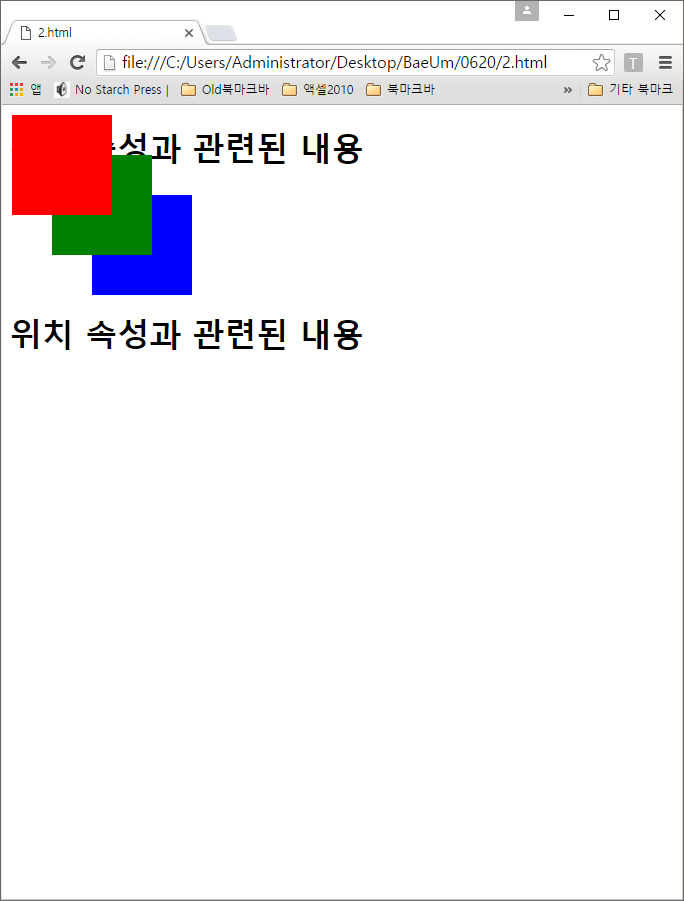 2.html
file:///C:/Users/Administrator/Desktop/BaeUm/0620/2.html
T
앱 No Starch Press | Old북마크바 액셀2010 북마크바 » 기타 북마크
속성과 관련된 내용
위치 속성과 관련된 내용